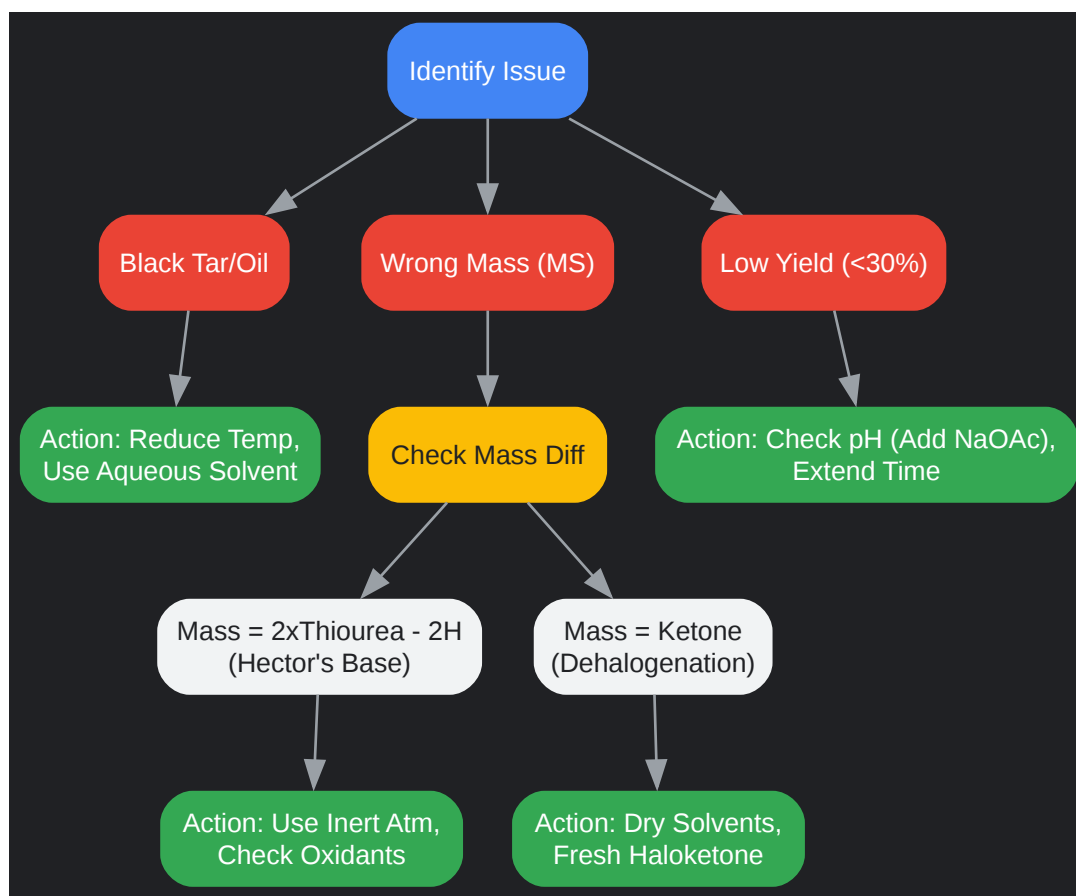 Identify Issue
Black Tar/Oil
Wrong Mass (MS)
Low Yield (<30%)
Action: Reduce Temp,
Use Aqueous Solvent
Check Mass Diff
Action: Check pH (Add NaOAc),
Extend Time
Mass = 2xThiourea - 2H
(Hector's Base)
Mass = Ketone
(Dehalogenation)
Action: Use Inert Atm,
Check Oxidants
Action: Dry Solvents,
Fresh Haloketone